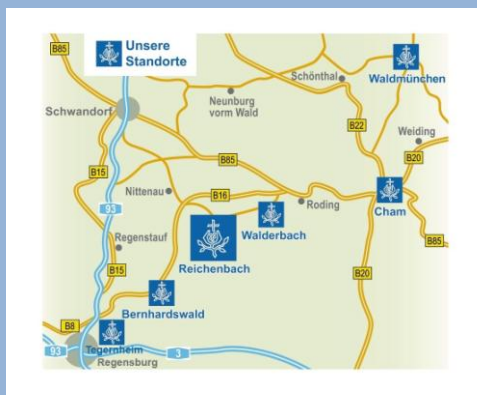 B85
Unsere
Standorte
Waldmünchen
Schönthal
Neunburg
vorm Wald
Schwandorf
B22
Weiding
B20
B85
B15
Nittenau
B16
Roding
Cham
93
Walderbach
Regenstauf
B85
Reichenbach
B15
B20
Bernhardswald
B8
Tegernheim
93
3
Regensburg